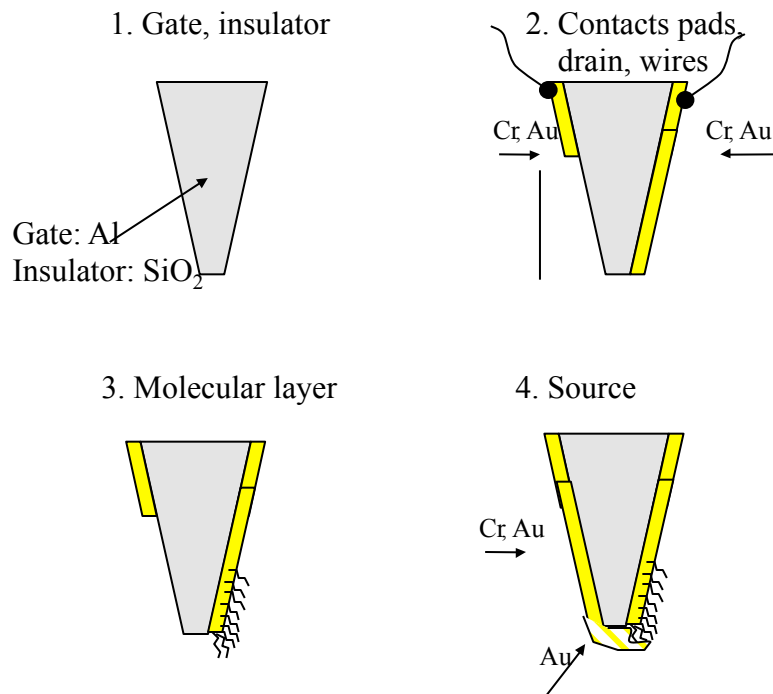 1. Gate, insulator
2. Contacts pads,
drain, wires
Cr, Au
Cr, Au
Gate: Al
Insulator: SiO₂
3. Molecular layer
4. Source
Cr, Au
Au